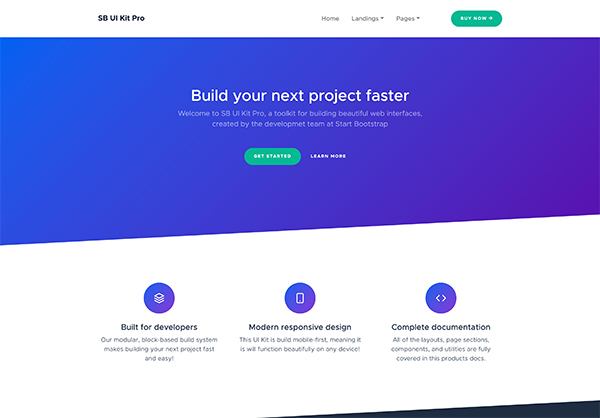 SB UI Kit Pro
Home
Landings
Pages
BUY NOW
Build your next project faster
Welcome to SB UI Kit Pro, a toolkit for building beautiful web interfaces,
created by the developmet team at Start Bootstrap
GET STARTED
LEARN MORE
Built for developers
Our modular, block-based build system
makes building your next project fast
and easy!
Modern responsive design
This UI Kit is build mobile-first, meaning it
is will function beautifully on any device!
Complete documentation
All of the layouts, page sections,
components, and utilities are fully
covered in this products docs.